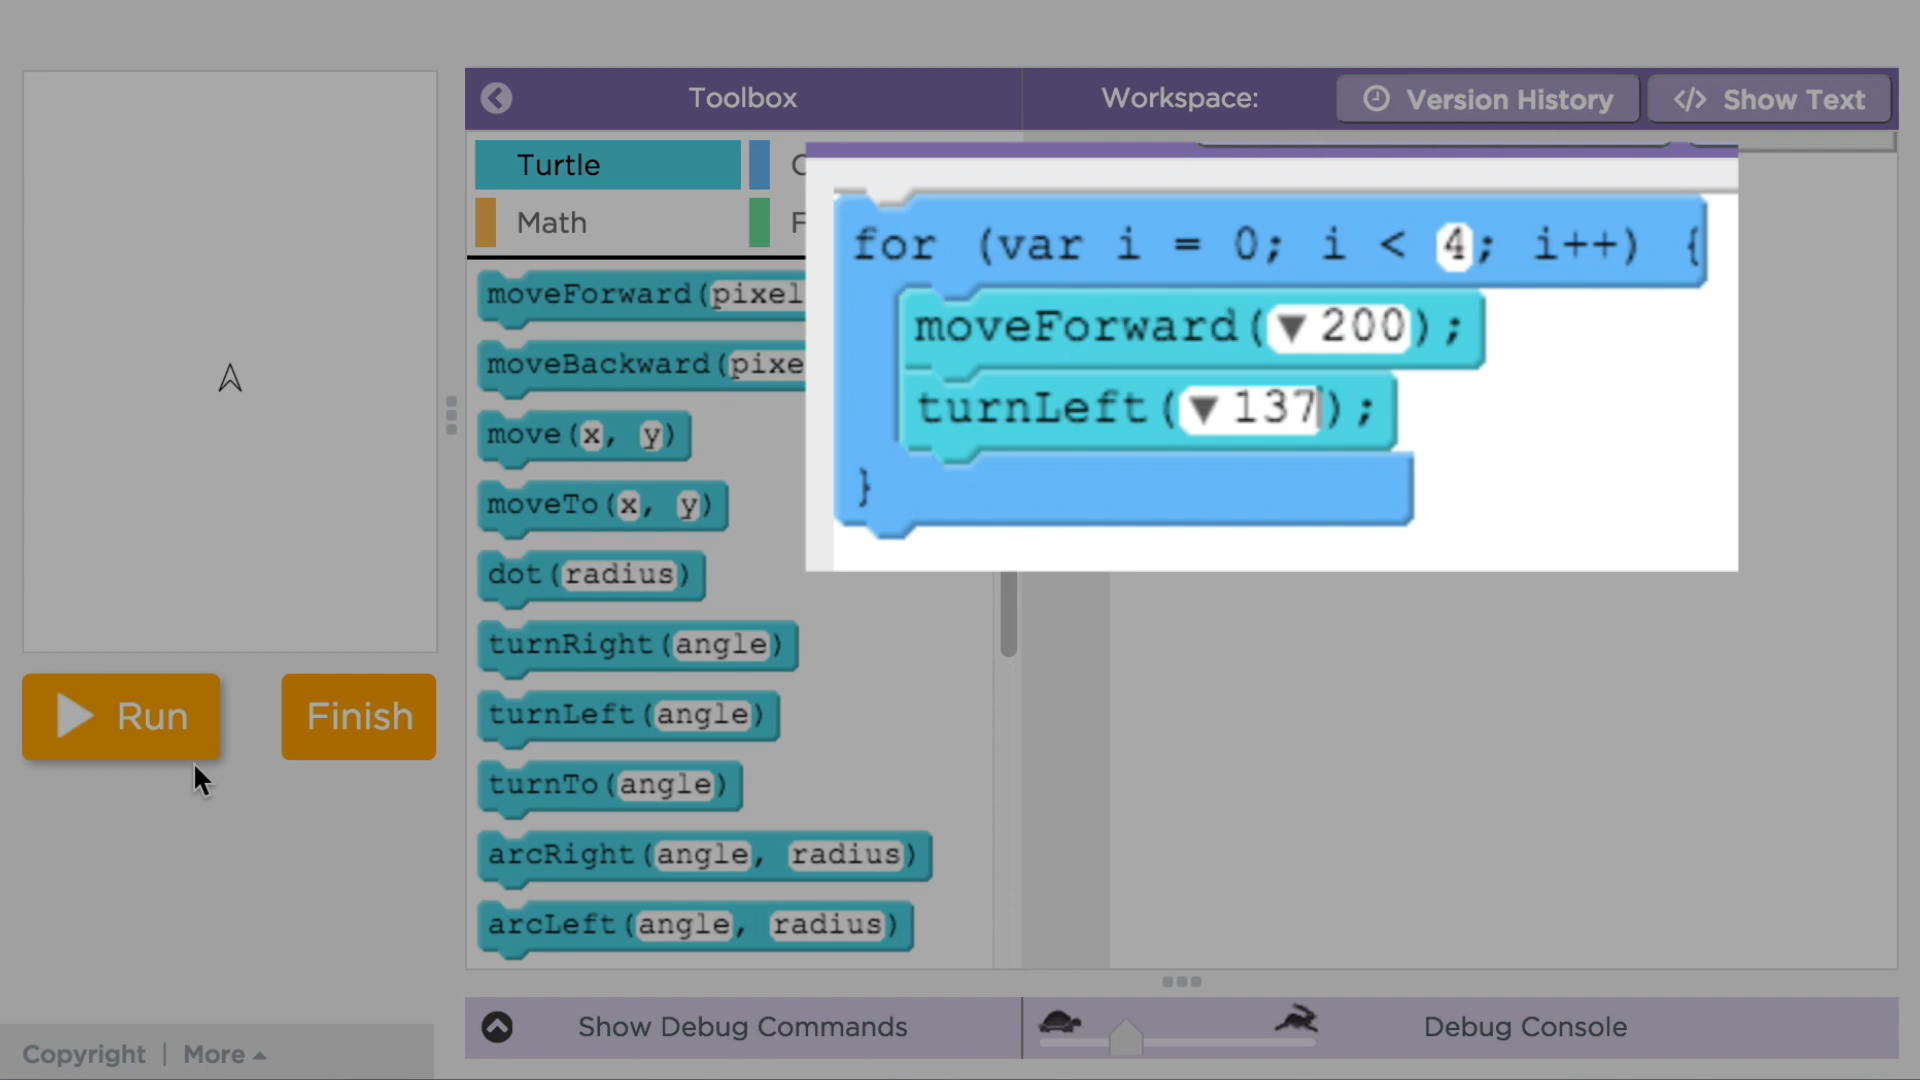 Toolbox
Workspace:
Version History
</> Show Text
Turtle
C
Math
F
moveForward(pixel
moveBackward(pixe
move(x, y)
moveTo(x, y)
dot(radius)
turnRight(angle)
turnLeft(angle)
turnTo(angle)
arcRight(angle, radius)
arcLeft(angle, radius)
for (var i = 0; i < 4; i++) {
moveForward(▼200);
turnLeft(▼137);
}
Run
Finish
Show Debug Commands
Debug Console
Copyright | More ▲